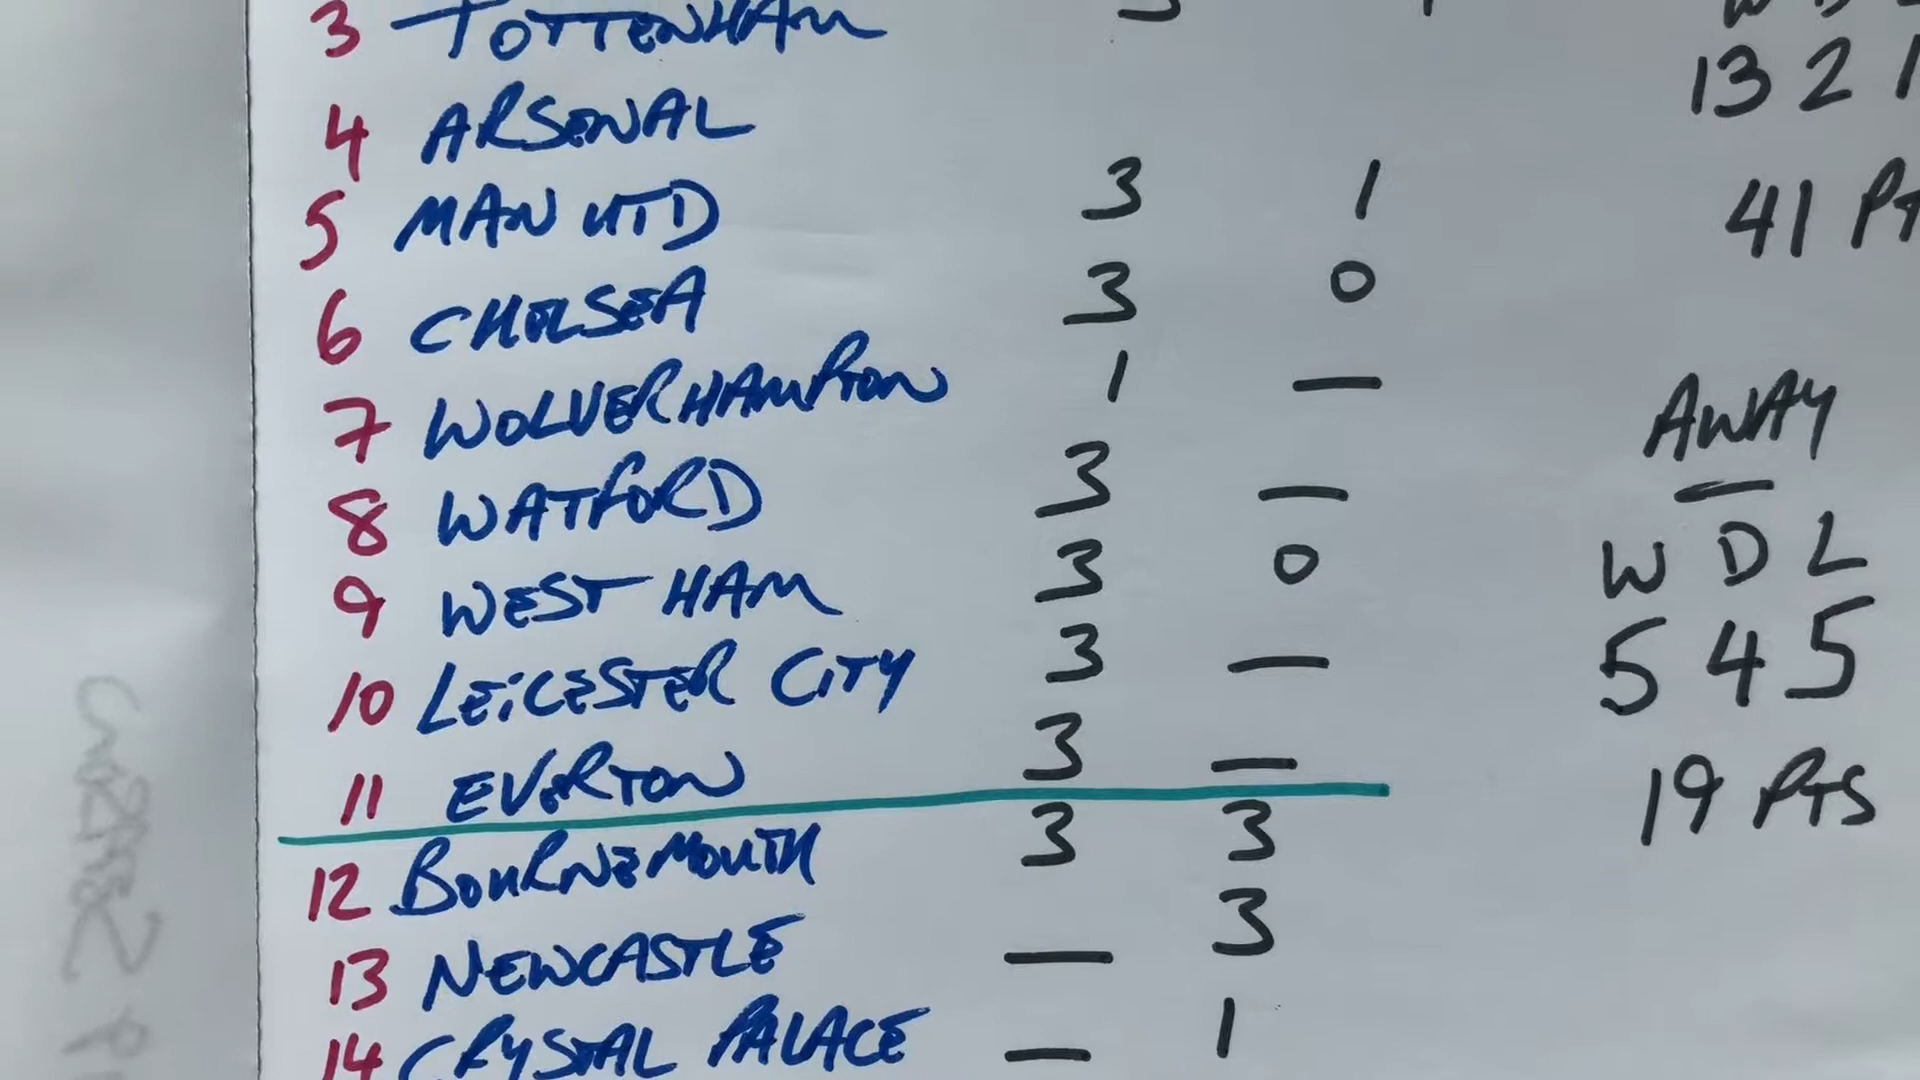 3 TOTTENHAM 3
4 ARSENAL
13 2 1
5 MAN UTD 3 1
41 PT
6 CHELSEA 3 0
7 WOLVERHAMPTON 1 —
AWAY
8 WATFORD 3 —
W D L
9 WEST HAM 3 0
5 4 5
10 LEICESTER CITY 3 —
11 EVERTON 3 —
19 PTS
12 BOURNEMOUTH 3 3
13 NEWCASTLE — 3
14 CRYSTAL PALACE — 1